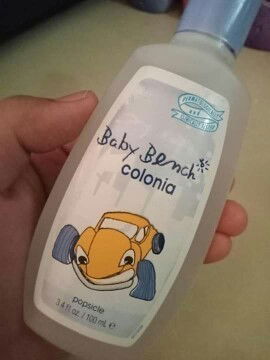 Baby Bench
colonia
popsicle
3.4 fl oz. / 100 mL e